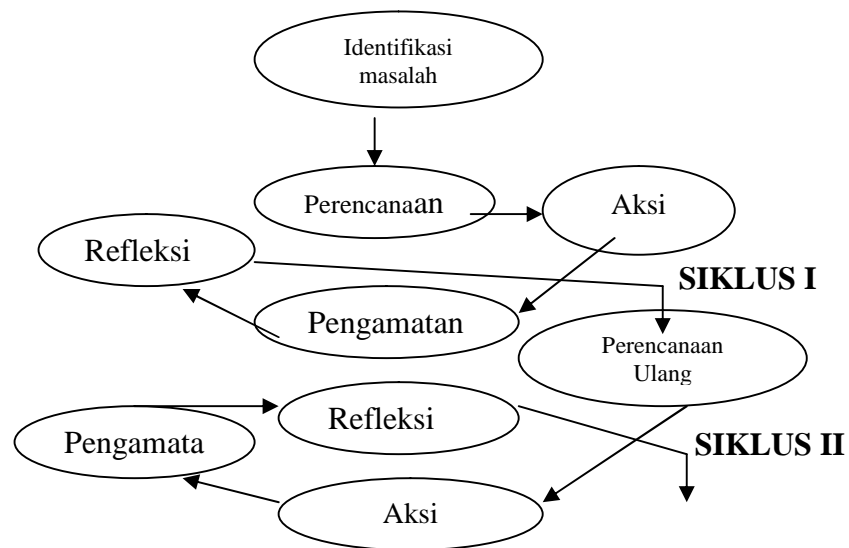 Identifikasi
masalah
Perencanaan
Aksi
Refleksi
SIKLUS I
Pengamatan
Perencanaan
Ulang
Refleksi
Pengamata
SIKLUS II
Aksi